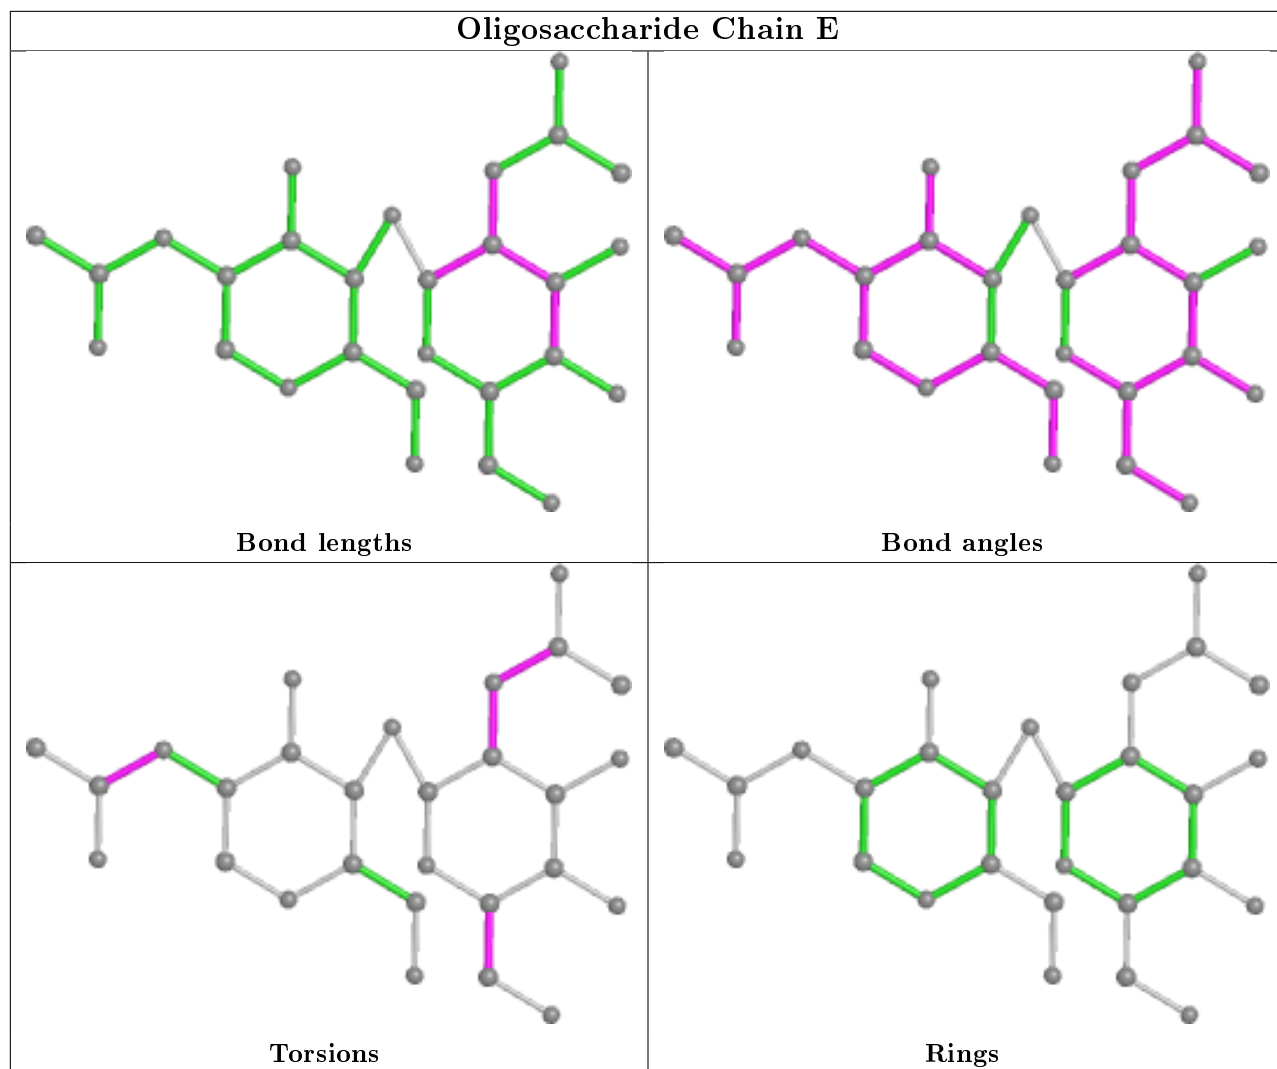 Oligosaccharide Chain E
Bond lengths
Bond angles
Torsions
Rings